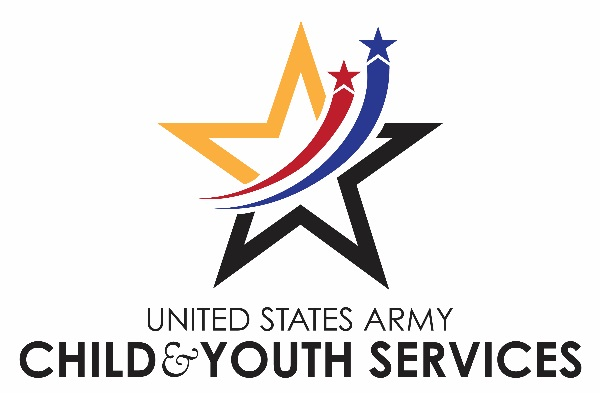 UNITED STATES ARMY
CHILD & YOUTH SERVICES